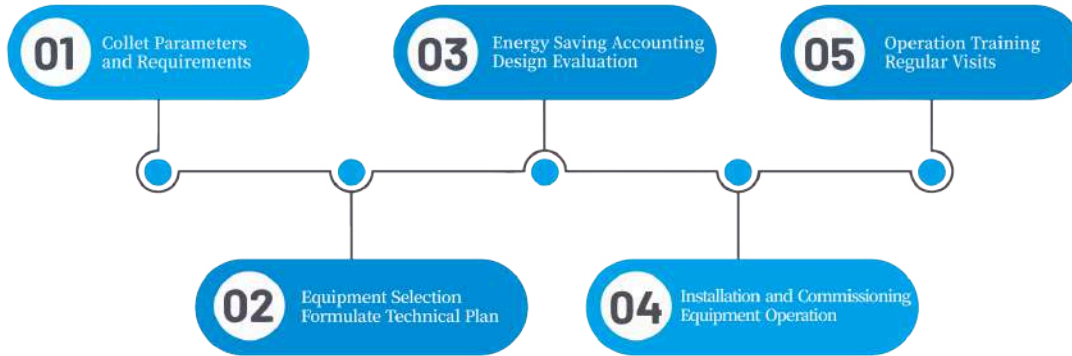 01
Collet Parameters
and Requirements
02
Equipment Selection
Formulate Technical Plan
03
Energy Saving Accounting
Design Evaluation
04
Installation and Commissioning
Equipment Operation
05
Operation Training
Regular Visits